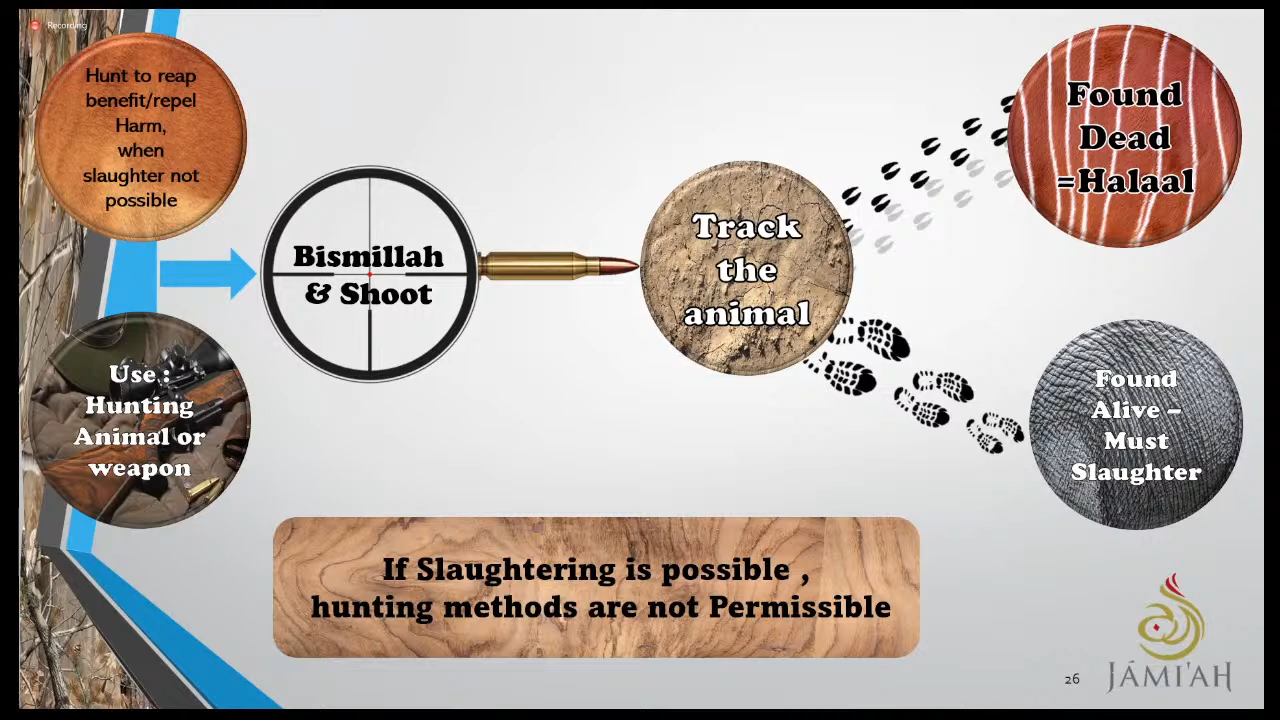 Recording
Hunt to reap
benefit/repel
Harm,
when
slaughter not
possible
Use :
Hunting
Animal or
weapon
Bismillah
& Shoot
Track
the
animal
Found
Dead
=Halaal
Found
Alive –
Must
Slaughter
If Slaughtering is possible ,
hunting methods are not Permissible
26
JÁMI'AH